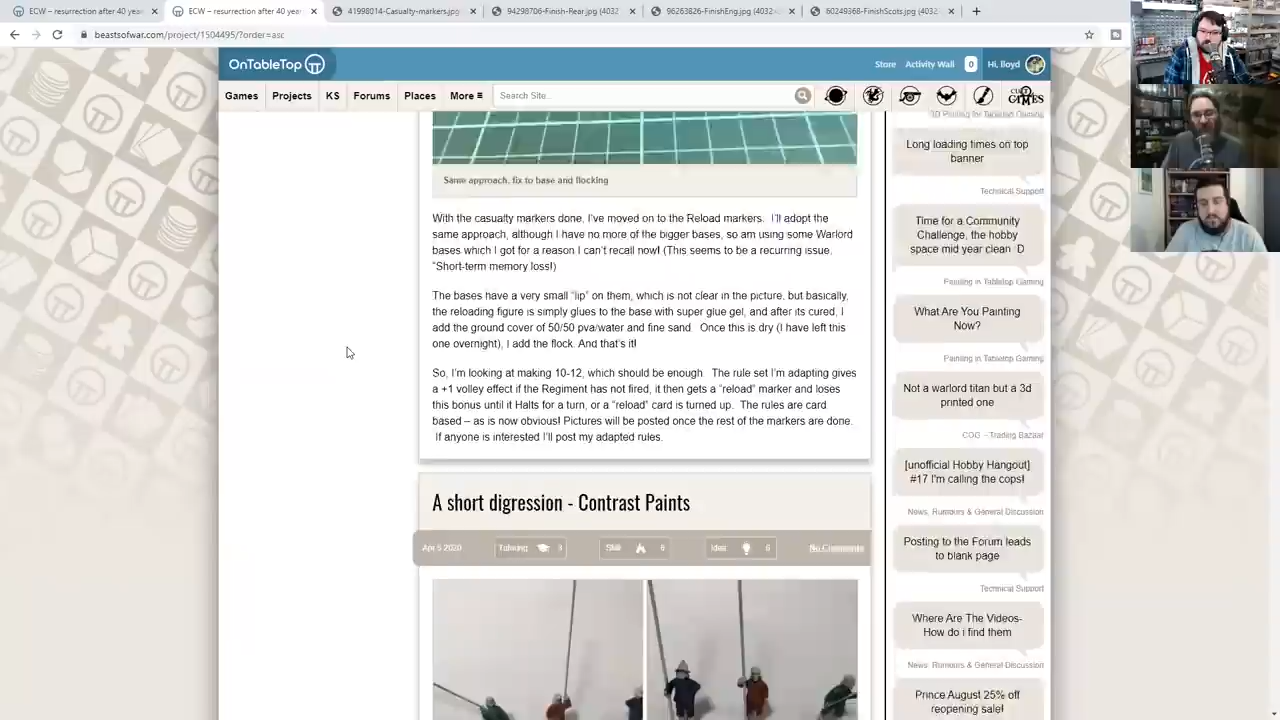 ECW – resurrection after 40 year
ECW – resurrection after 40 year
41998014-Casualty-markers.jpg
94298706-Finish-Rear.jpg (4032
96263826-FinishEng.jpg (4032
60249368-Fin
beastsofwar.com/project/1504495/?order=asc
OnTableTop
Store
Activity Wall
0
Hi, lloyd
Games
Projects
KS
Forums
Places
More
Search Site...
Same approach, fix to base and flocking
With the casualty markers done, I've moved on to the Reload markers. I'll adopt the
same approach although I have no more of the bigger bases, so am using some Warlord
bases which I got for a reason I can't recall now! (This seems to be a recurring issue.
"Short-term memory loss!)
The bases have a very small "lip" on them, which is not clear in the picture, but basically,
the reloading figure is simply glues to the base with super glue gel, and after its cured, I
add the ground cover of 50/50 pva/water and fine sand. Once this is dry (I have left this
one overnight), I add the flock. And that's it!
So, I'm looking at making 10-12, which should be enough. The rule set I'm adapting gives
a +1 volley effect if the Regiment has not fired, it then gets a "reload" marker and loses
this bonus until it Halts for a turn, or a "reload" card is turned up. The rules are card
based – as is now obvious! Pictures will be posted once the rest of the markers are done.
If anyone is interested I'll post my adapted rules.
A short digression - Contrast Paints
Apr 5 2020
Tutoring
3
Skill
6
Idea
6
No Comments
3D Printing for Tabletop Gaming
Long loading times on top
banner
Technical Support
Time for a Community
Challenge, the hobby
space mid year clean :D
Painting in Tabletop Gaming
What Are You Painting
Now?
Painting in Tabletop Gaming
Not a warlord titan but a 3d
printed one
COG – Trading Bazaar
[unofficial Hobby Hangout]
#17 I'm calling the cops!
News, Rumours & General Discussion
Posting to the Forum leads
to blank page
Technical Support
Where Are The Videos-
How do i find them
News, Rumours & General Discussion
Prince August 25% off
reopening sale!